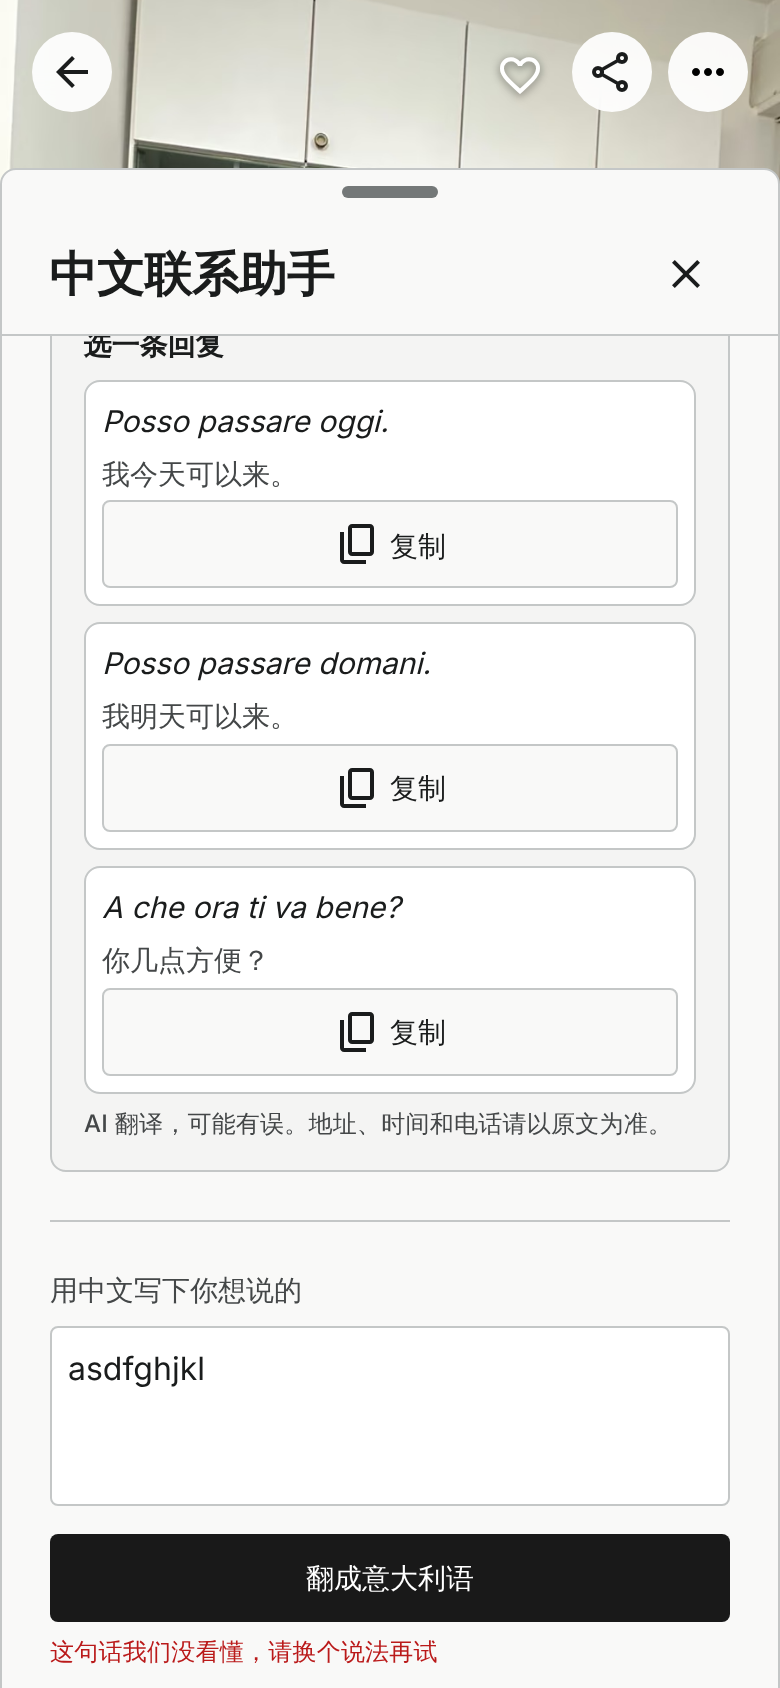 中文联系助手
选一条回复
Posso passare oggi.
我今天可以来。
复制
Posso passare domani.
我明天可以来。
复制
A che ora ti va bene?
你几点方便？
复制
AI 翻译，可能有误。地址、时间和电话请以原文为准。
用中文写下你想说的
asdfghjkl
翻成意大利语
这句话我们没看懂，请换个说法再试